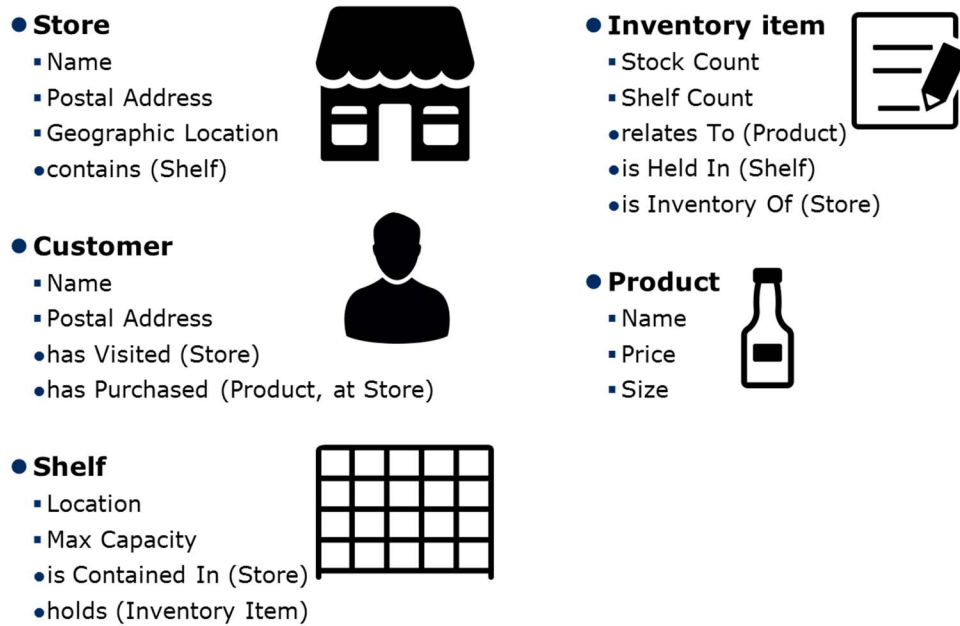 Store
Name
Postal Address
Geographic Location
contains (Shelf)
Customer
Name
Postal Address
has Visited (Store)
has Purchased (Product, at Store)
Shelf
Location
Max Capacity
is Contained In (Store)
holds (Inventory Item)
Inventory item
Stock Count
Shelf Count
relates To (Product)
is Held In (Shelf)
is Inventory Of (Store)
Product
Name
Price
Size